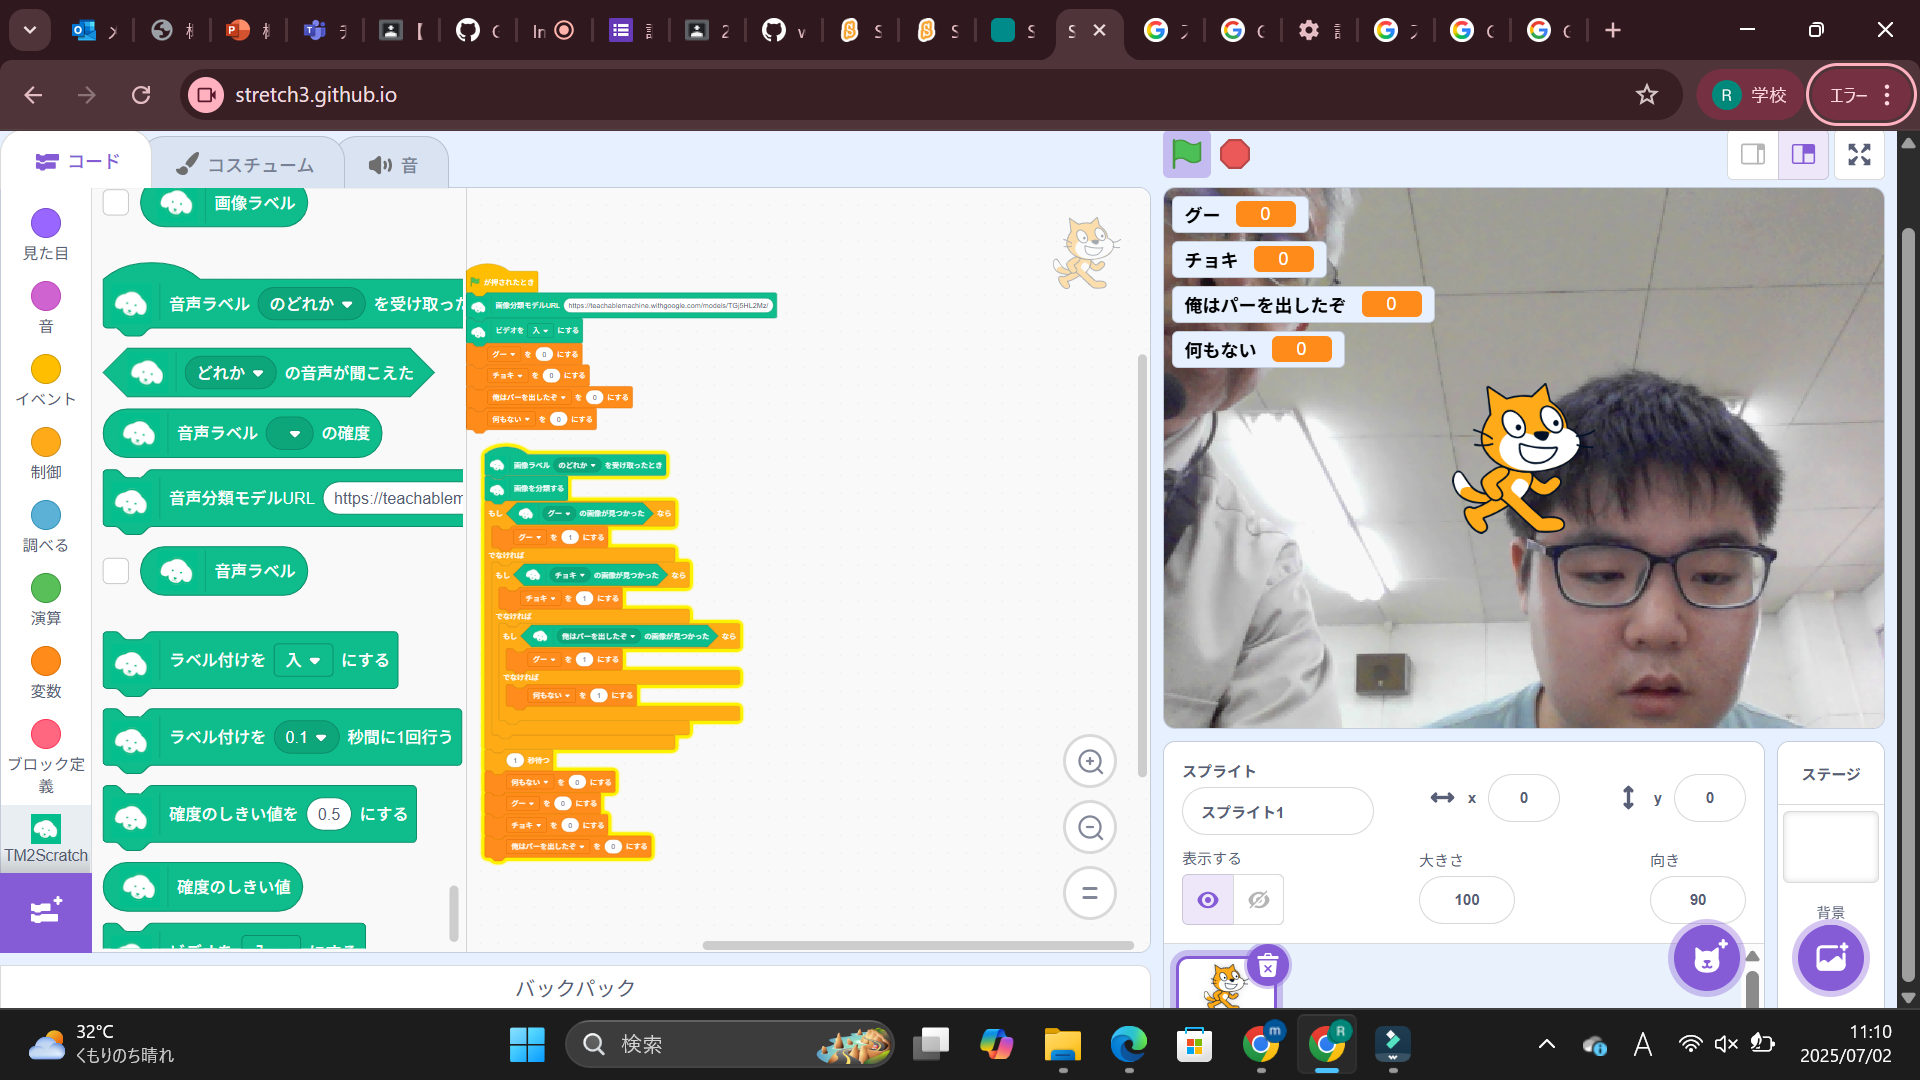 stretch3.github.io
R 学校
エラー
コード
コスチューム
音
見た目
音
イベント
制御
調べる
演算
変数
ブロック定義
TM2Scratch
画像ラベル
音声ラベル のどれか を受け取った
どれか の音声が聞こえた
音声ラベル の確度
音声分類モデルURL https://teachablem
音声ラベル
ラベル付けを 入 にする
ラベル付けを 0.1 秒間に1回行う
確度のしきい値を 0.5 にする
確度のしきい値
が押されたとき
画像分類モデルURL https://teachablemachine.withgoogle.com/models/TGj5HL2Mz/
ビデオを 入 にする
グー を 0 にする
チョキ を 0 にする
俺はパーを出したぞ を 0 にする
何もない を 0 にする
画像ラベル のどれか を受け取ったとき
画像を分類する
もし グー の画像が見つかった なら
グー を 1 にする
でなければ
もし チョキ の画像が見つかった なら
チョキ を 1 にする
でなければ
もし 俺はパーを出したぞ の画像が見つかった なら
グー を 1 にする
でなければ
何もない を 1 にする
1 秒待つ
何もない を 0 にする
グー を 0 にする
チョキ を 0 にする
俺はパーを出したぞ を 0 にする
バックパック
グー 0
チョキ 0
俺はパーを出したぞ 0
何もない 0
スプライト
スプライト1
x 0
y 0
表示する
大きさ
100
向き
90
ステージ
背景
32°C
くもりのち晴れ
検索
A
11:10
2025/07/02